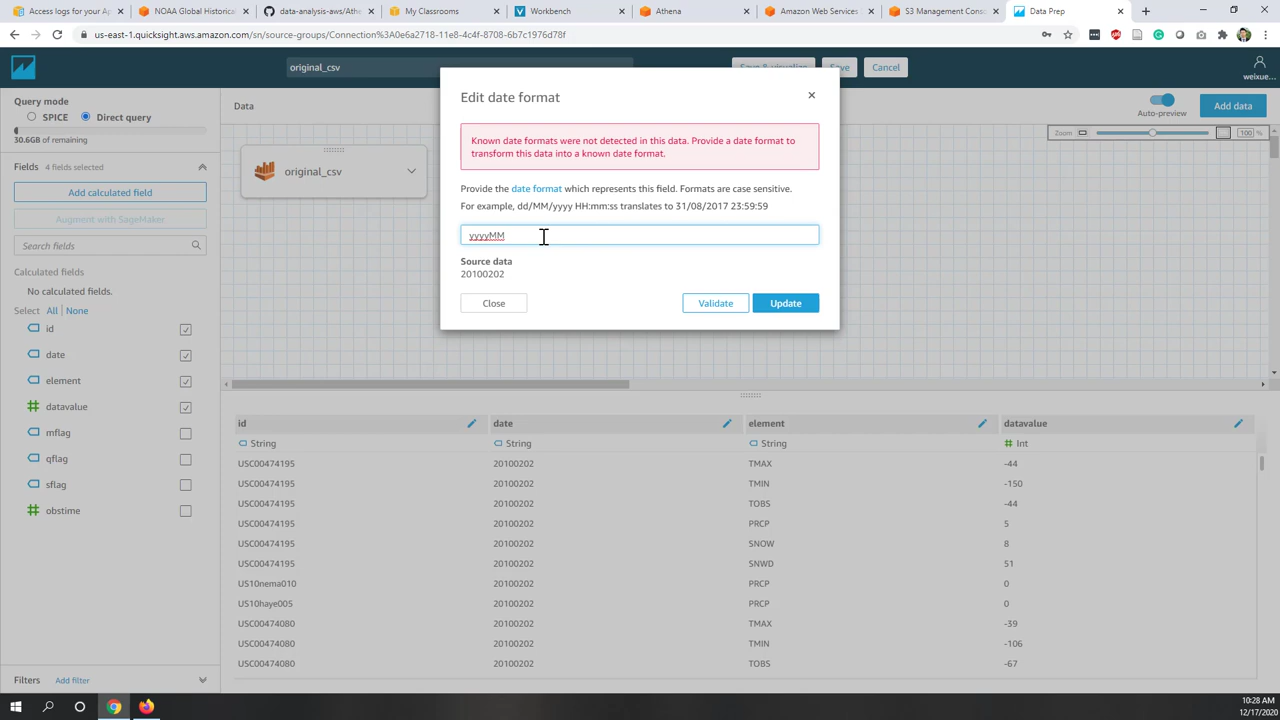 Access logs for your Ap
NOAA Global Historical
data-analysis-aws/Athe
My Classrooms
Workbench
Athena
Amazon Web Services
S3 Management Conso
Data Prep
us-east-1.quicksight.aws.amazon.com/sn/source-groups/Connection%3A0e6a2718-11e8-4c4f-8708-6b7c1976d78f
original_csv
Save & visualize
Save
Cancel
weixue...
Query mode
SPICE
Direct query
30.6GB of remaining
Data
Auto-preview
Add data
Zoom
100 %
Fields 4 fields selected
Add calculated field
Augment with SageMaker
Search fields
Calculated fields
No calculated fields.
Select All | None
id
date
element
datavalue
mflag
qflag
sflag
obstime
Filters Add filter
original_csv
Edit date format
Known date formats were not detected in this data. Provide a date format to
transform this data into a known date format.
Provide the date format which represents this field. Formats are case sensitive.
For example, dd/MM/yyyy HH:mm:ss translates to 31/08/2017 23:59:59
yyyyMM
Source data
20100202
Close
Validate
Update
id date element datavalue
String String String Int
USC00474195 20100202 TMAX -44
USC00474195 20100202 TMIN -150
USC00474195 20100202 TOBS -44
USC00474195 20100202 PRCP 5
USC00474195 20100202 SNOW 8
USC00474195 20100202 SNWD 51
US10nema010 20100202 PRCP 0
US10haye005 20100202 PRCP 0
USC00474080 20100202 TMAX -39
USC00474080 20100202 TMIN -106
USC00474080 20100202 TOBS -67
10:28 AM
12/17/2020